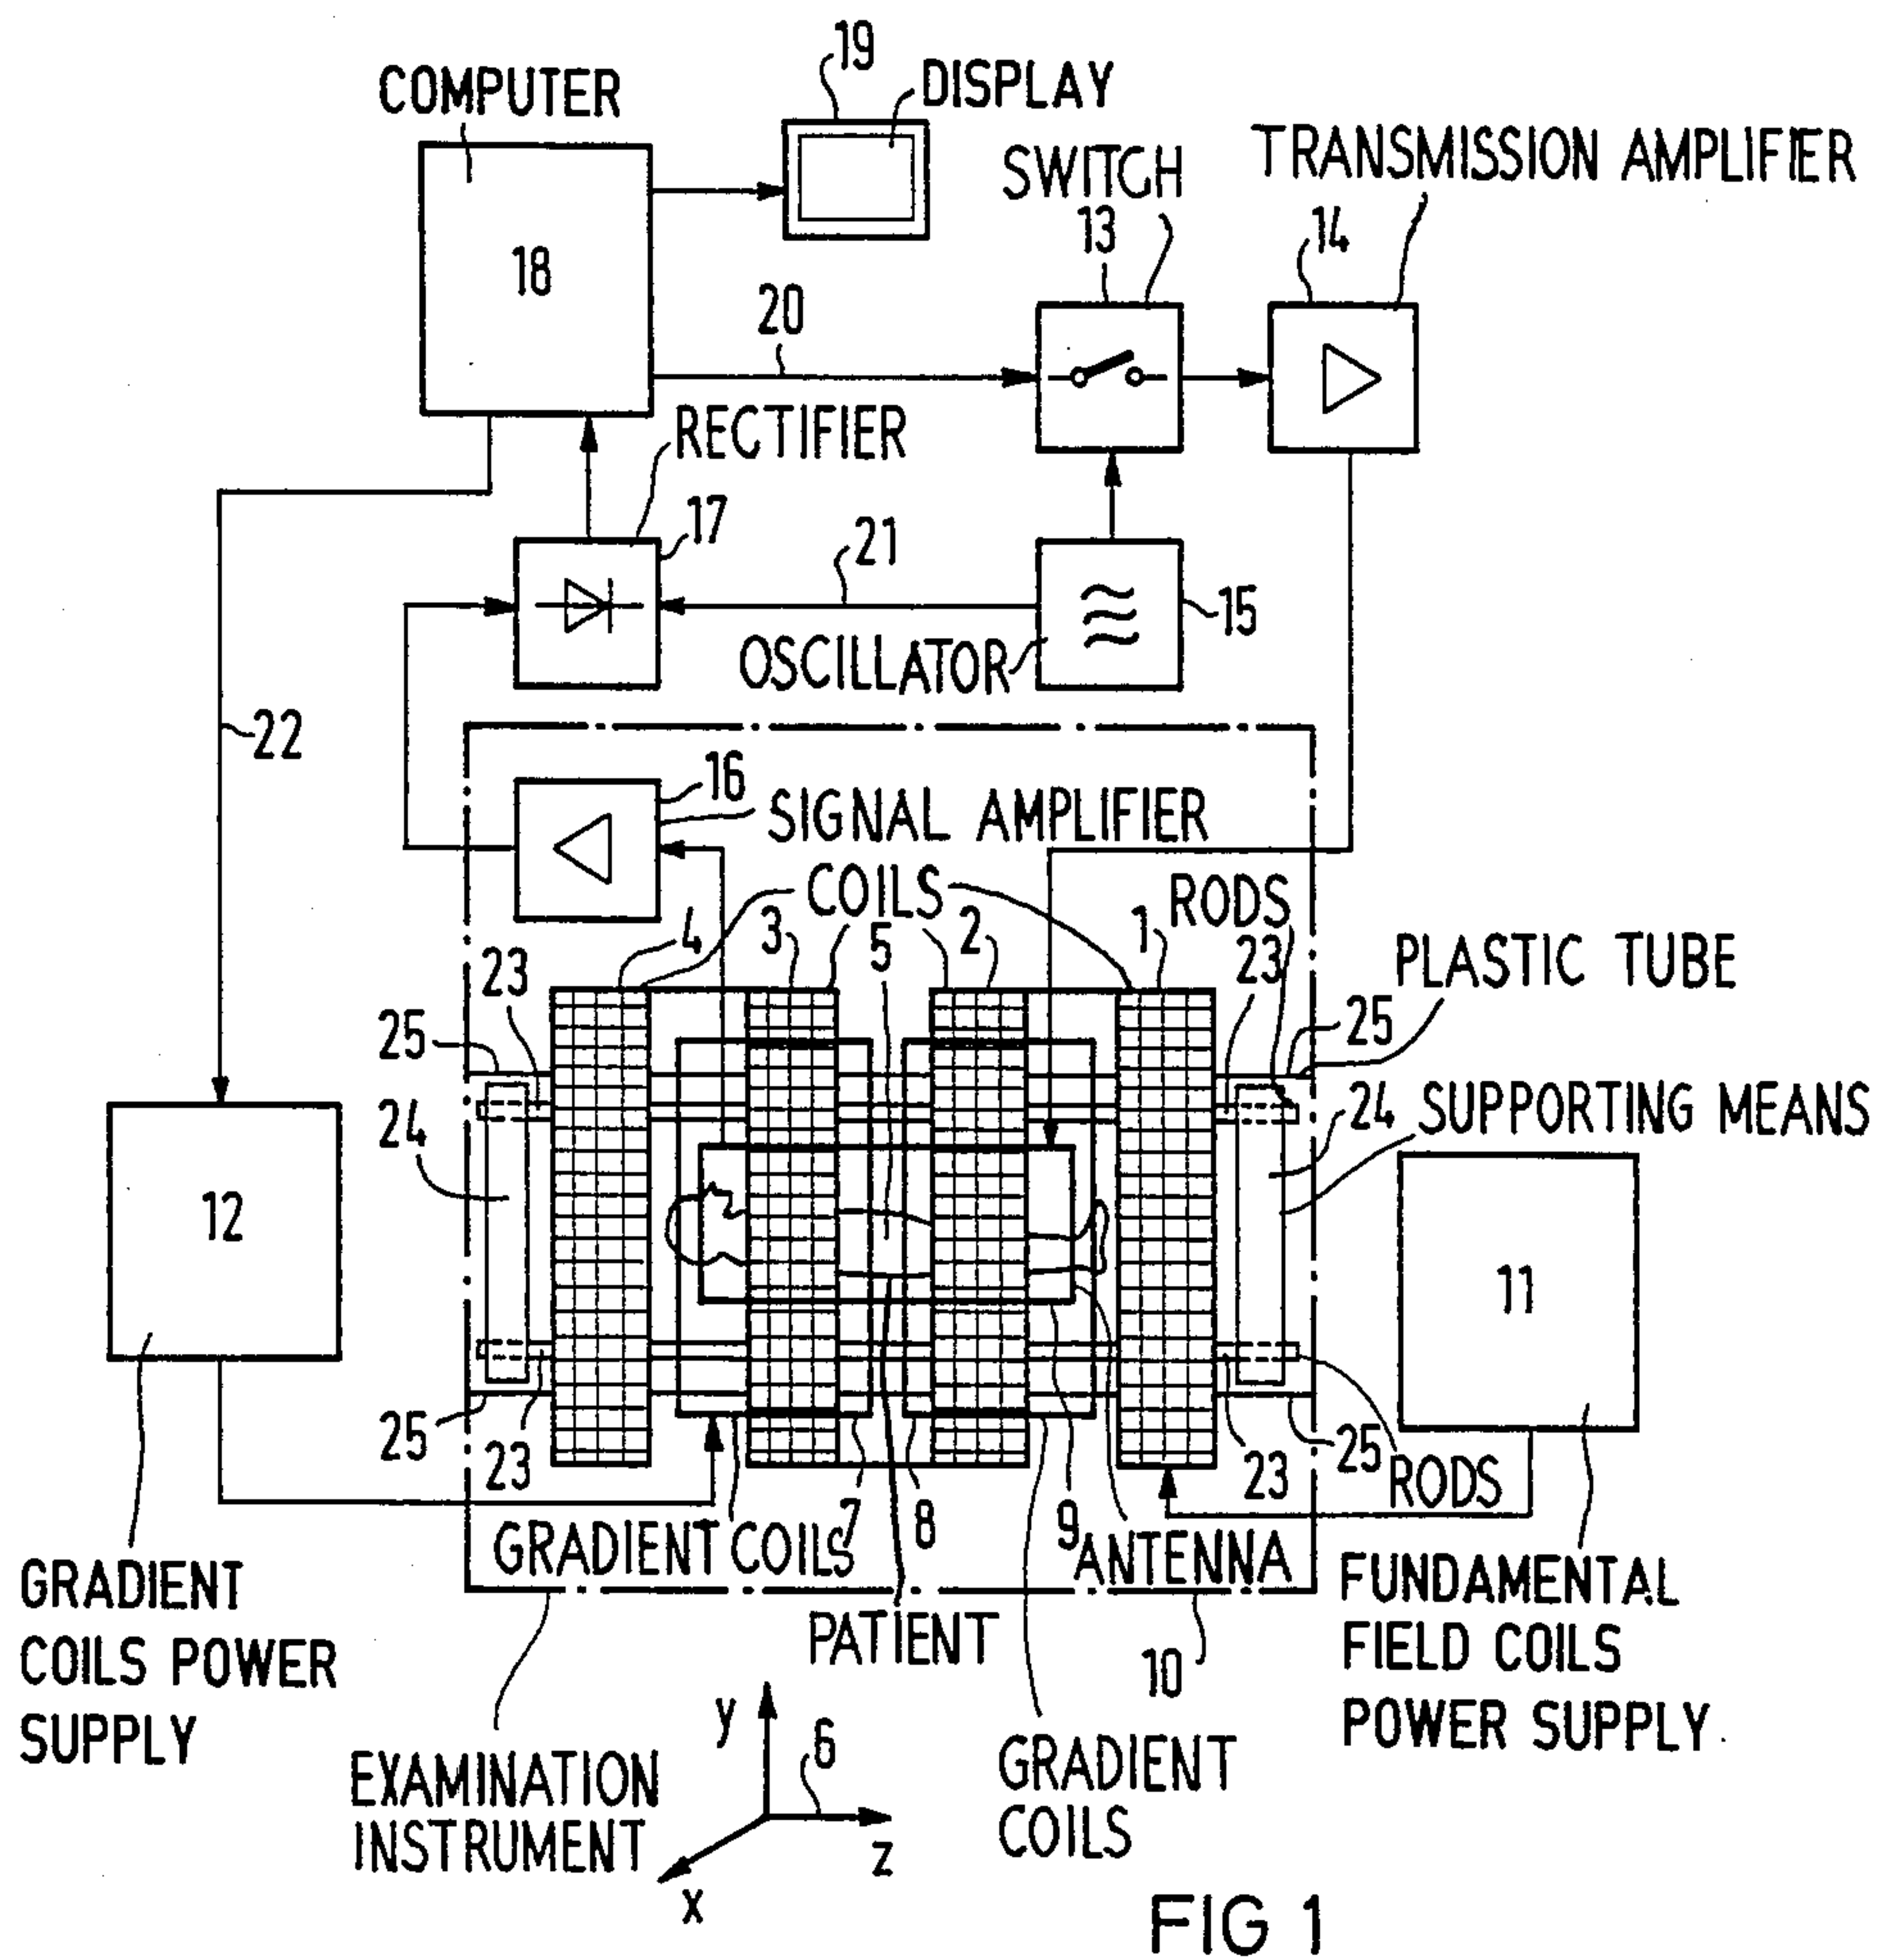 19
DISPLAY
COMPUTER
SWITCH
TRANSMISSION AMPLIFIER
13
14
18
20
RECTIFIER
17
21
15
OSCILLATOR
22
16
SIGNAL AMPLIFIER
COILS
RODS
4
3
5
2
1
23
23
PLASTIC TUBE
25
25
24
24
SUPPORTING MEANS
12
11
25
23
23
25
RODS
7
8
9
GRADIENT COILS
ANTENNA
GRADIENT
COILS POWER
SUPPLY
PATIENT
10
FUNDAMENTAL
FIELD COILS
POWER SUPPLY
EXAMINATION
INSTRUMENT
y
6
z
x
GRADIENT
COILS
FIG 1